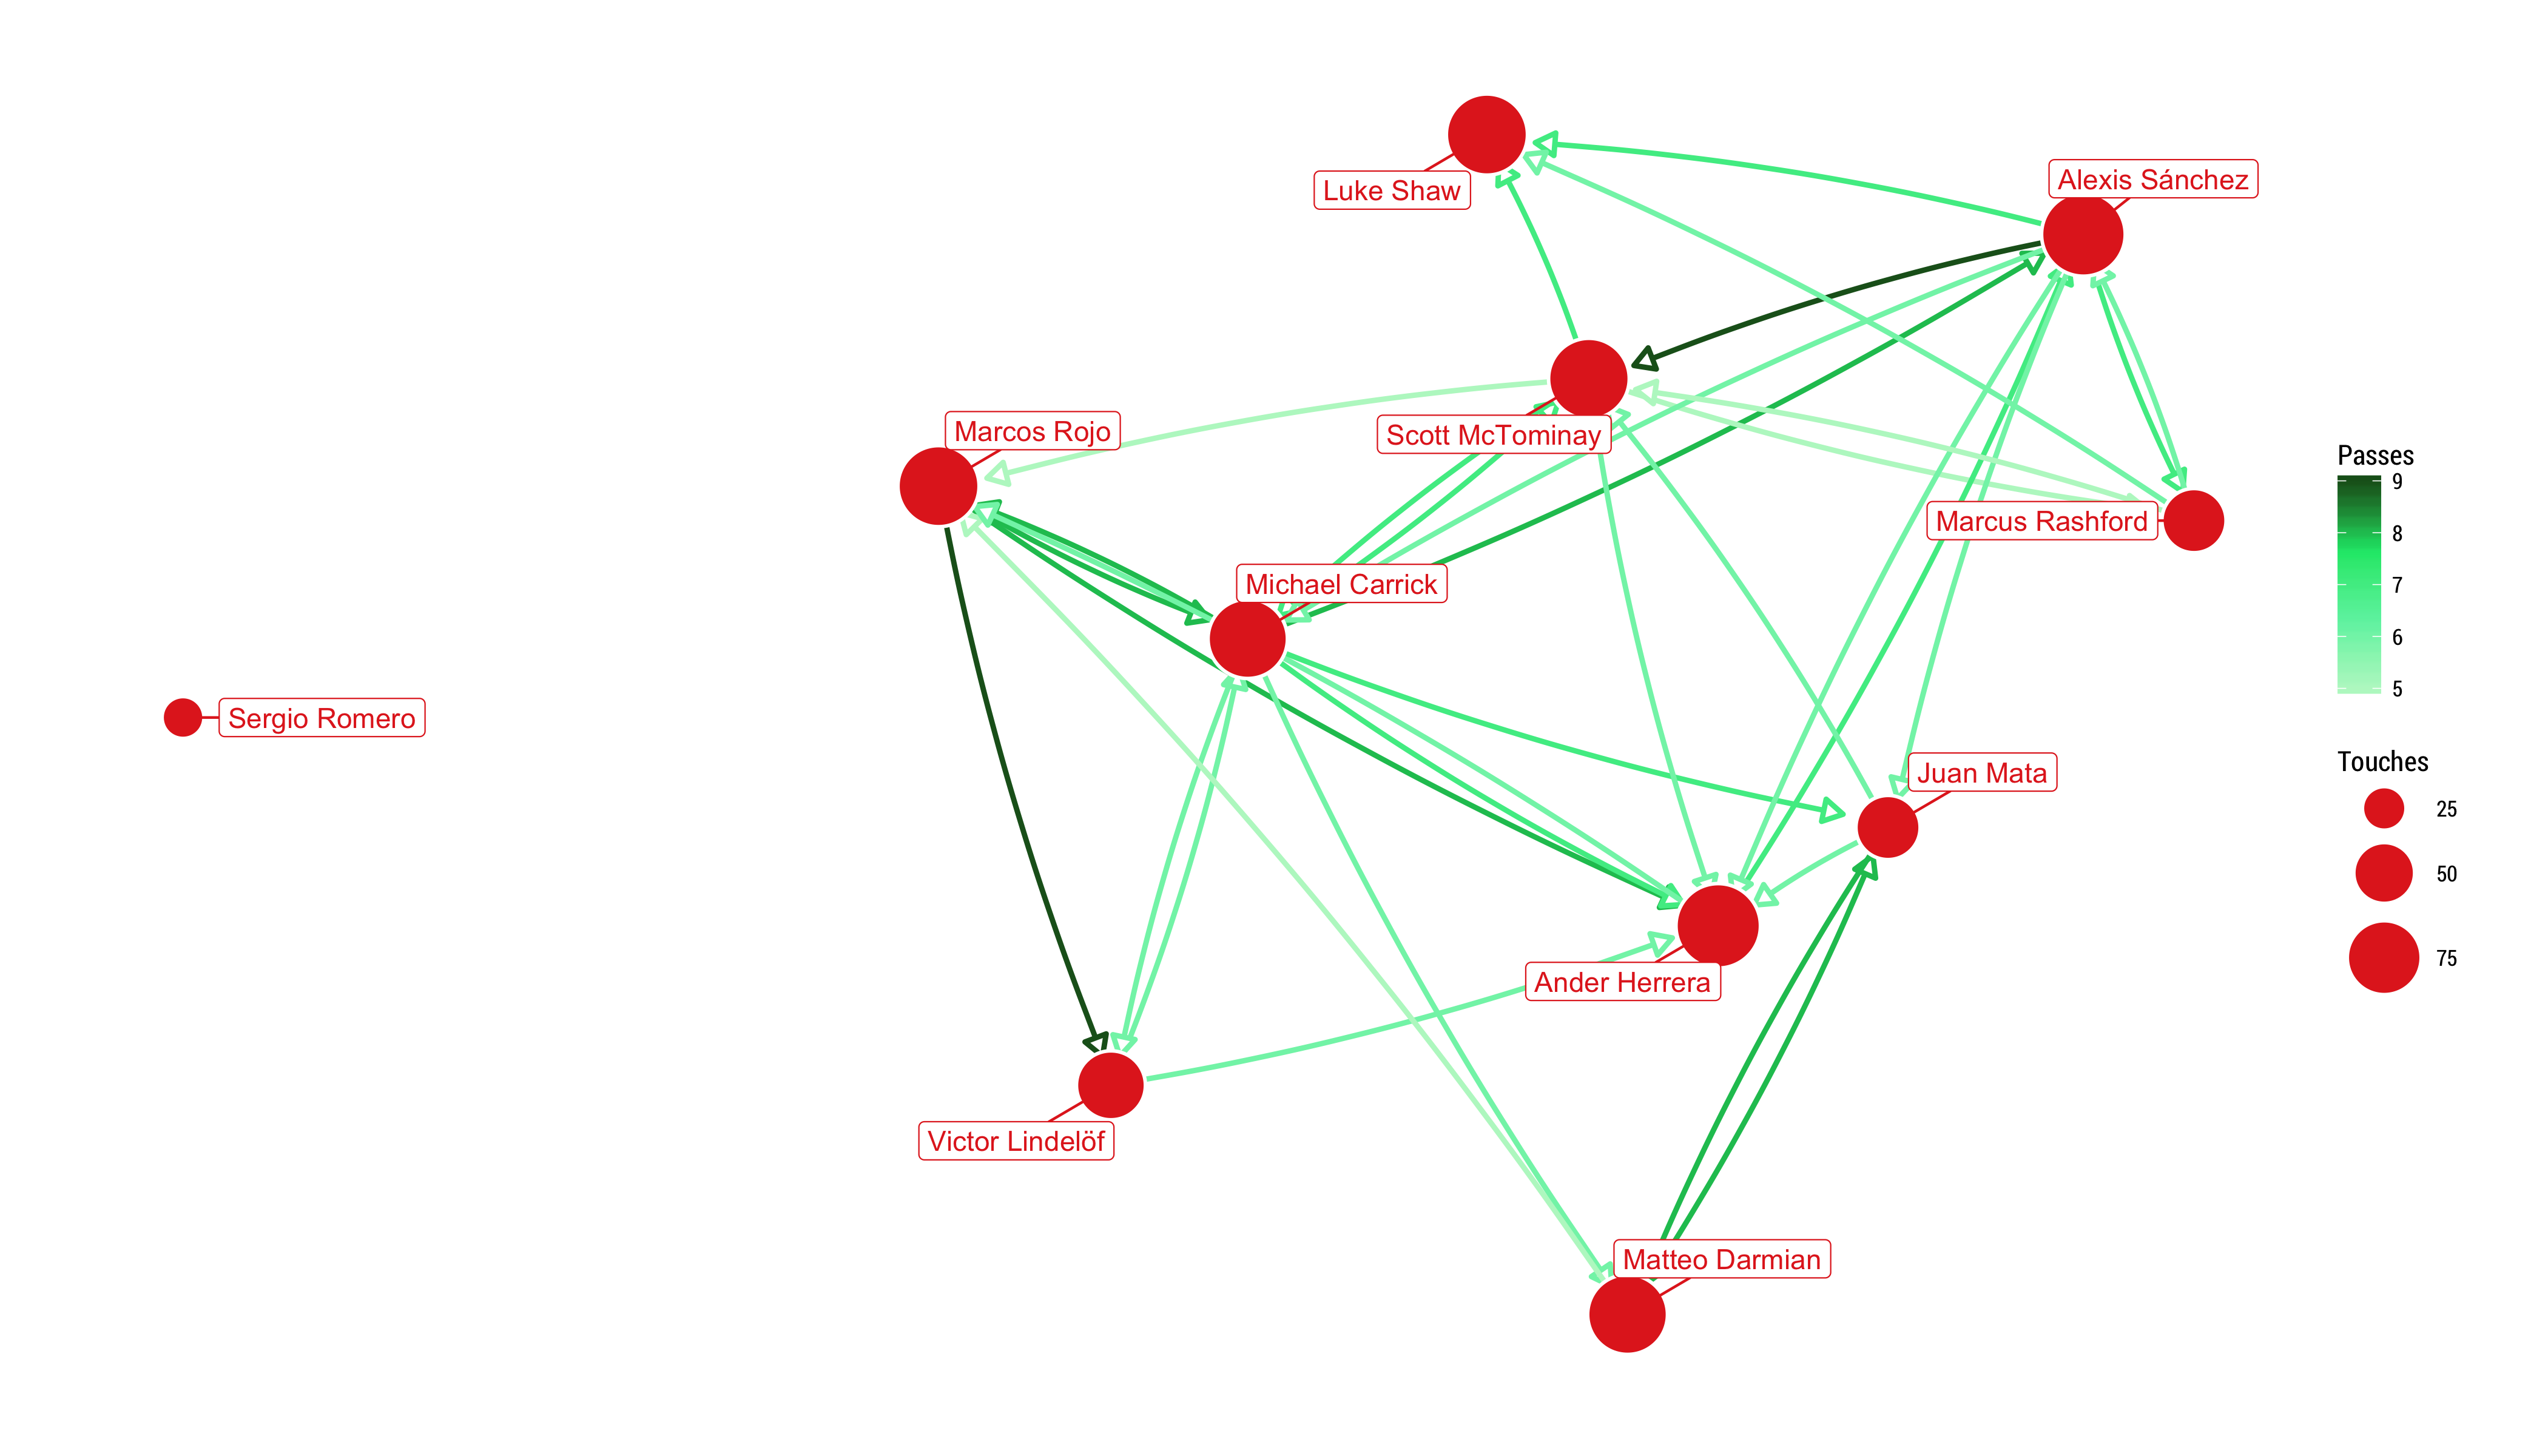 Alexis Sánchez
Luke Shaw
Marcos Rojo
Scott McTominay
Passes
9
8
7
6
5
Marcus Rashford
Michael Carrick
Sergio Romero
Juan Mata
Touches
25
50
75
Ander Herrera
Victor Lindelöf
Matteo Darmian